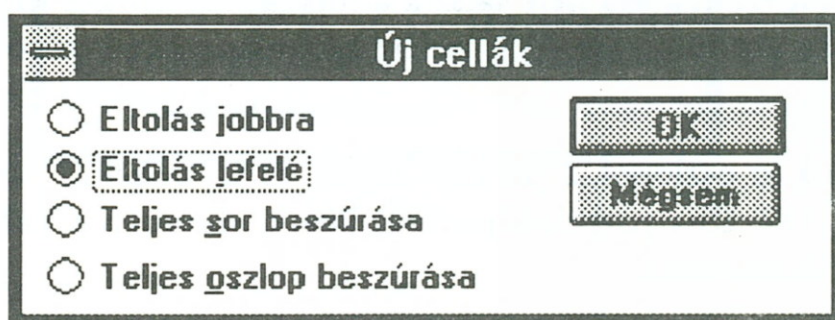 Új cellák
Eltolás jobbra
Eltolás lefelé
Teljes sor beszúrása
Teljes oszlop beszúrása
OK
Mégsem